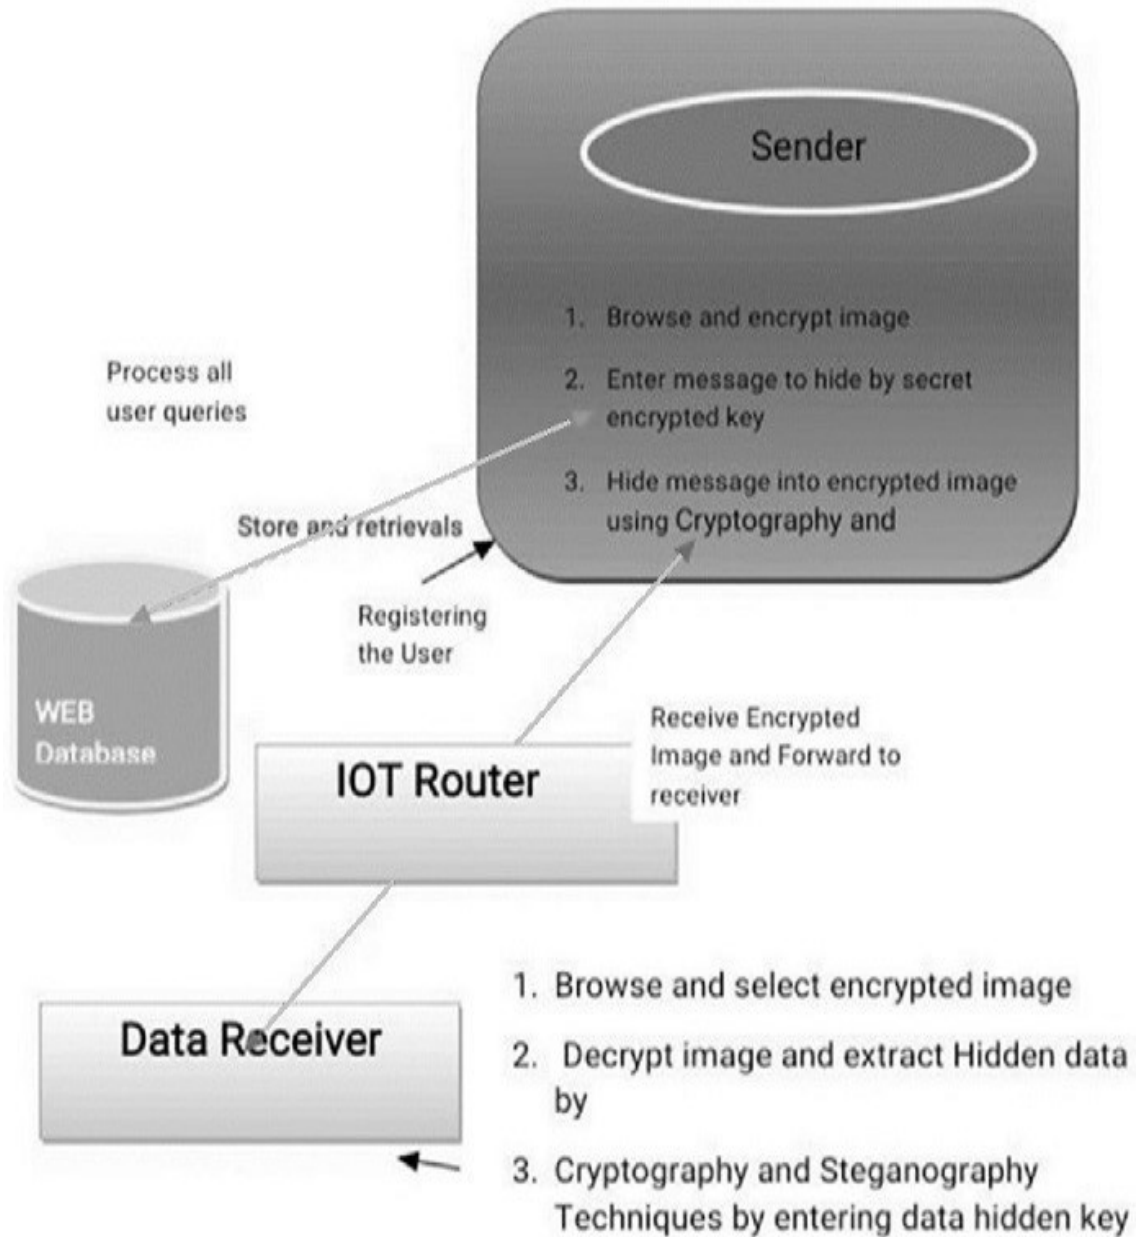 Sender
1. Browse and encrypt image
2. Enter message to hide by secret
encrypted key
3. Hide message into encrypted image
using Cryptography and
Process all
user queries
Store and retrievals
Registering
the User
WEB
Database
IOT Router
Receive Encrypted
Image and Forward to
receiver
Data Receiver
1. Browse and select encrypted image
2. Decrypt image and extract Hidden data
by
3. Cryptography and Steganography
Techniques by entering data hidden key